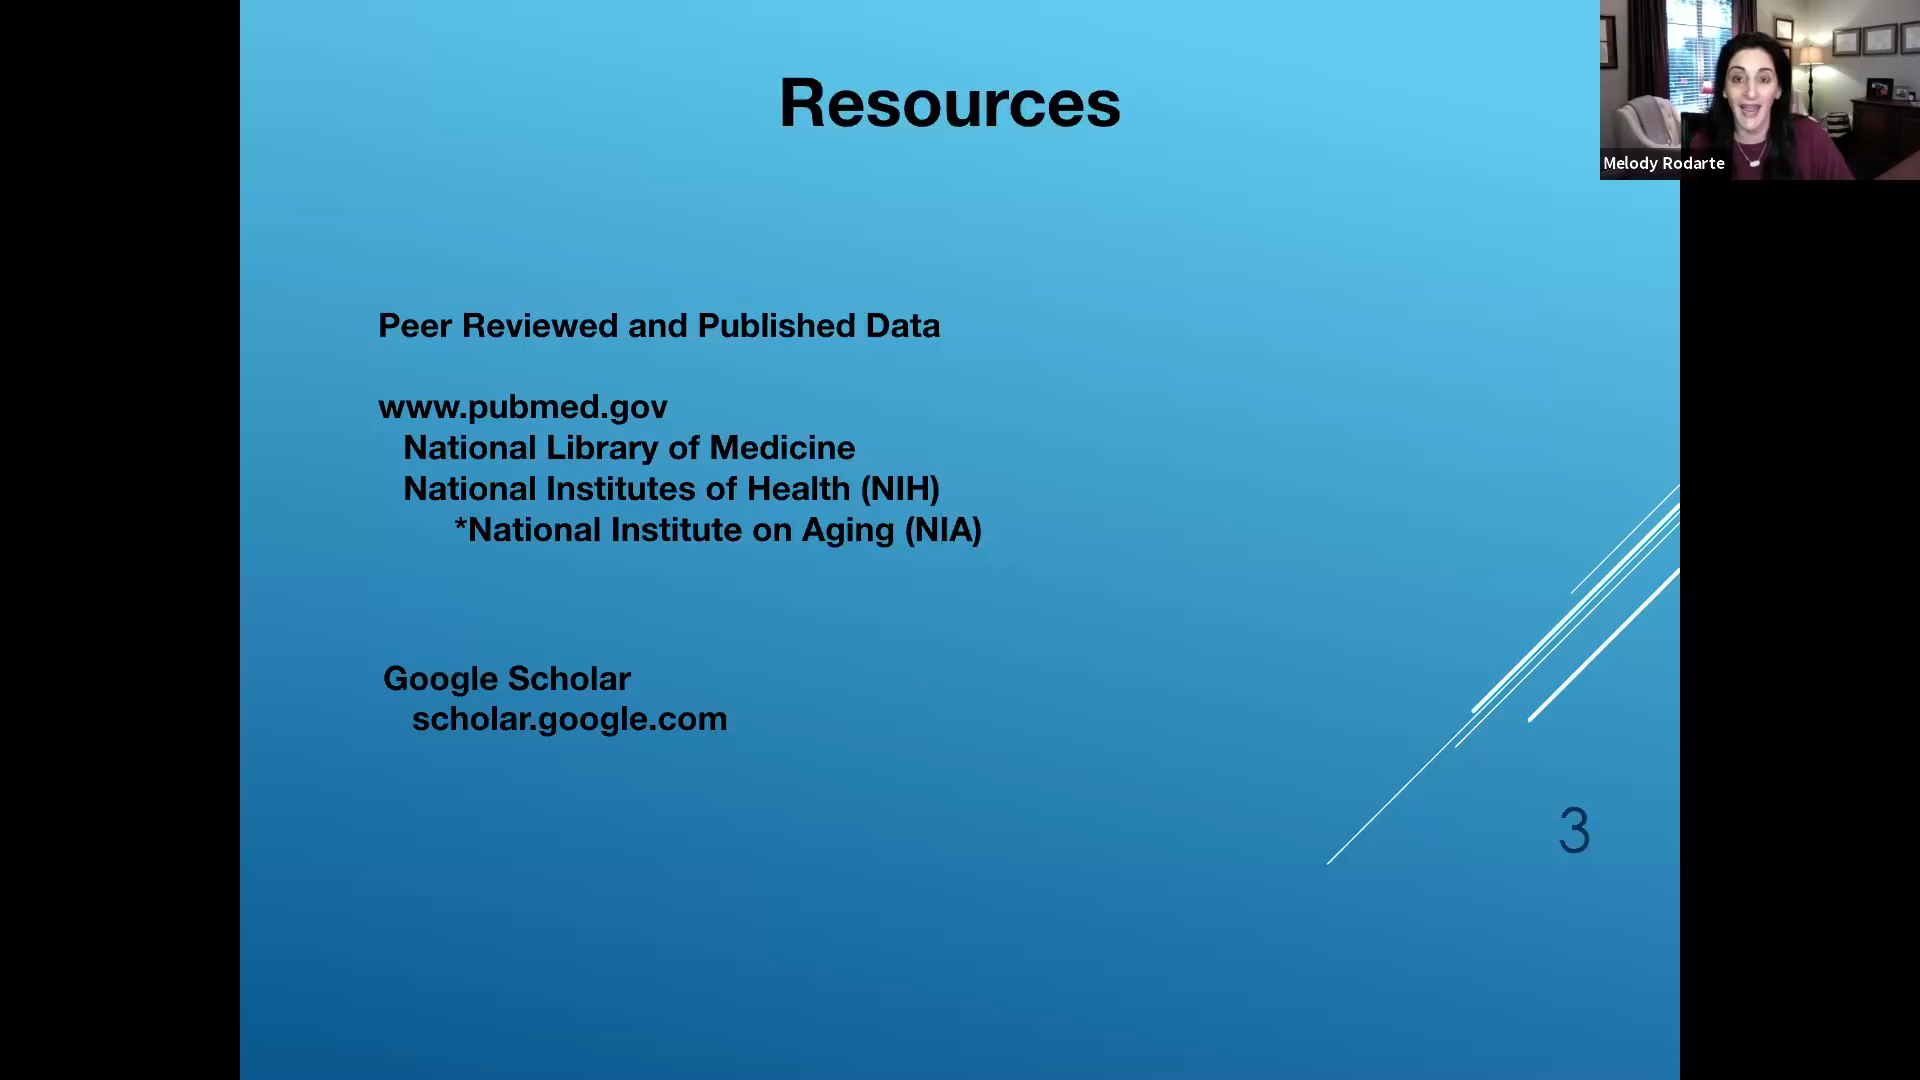 Resources
Melody Rodarte
Peer Reviewed and Published Data
www.pubmed.gov
National Library of Medicine
National Institutes of Health (NIH)
*National Institute on Aging (NIA)
Google Scholar
scholar.google.com
3